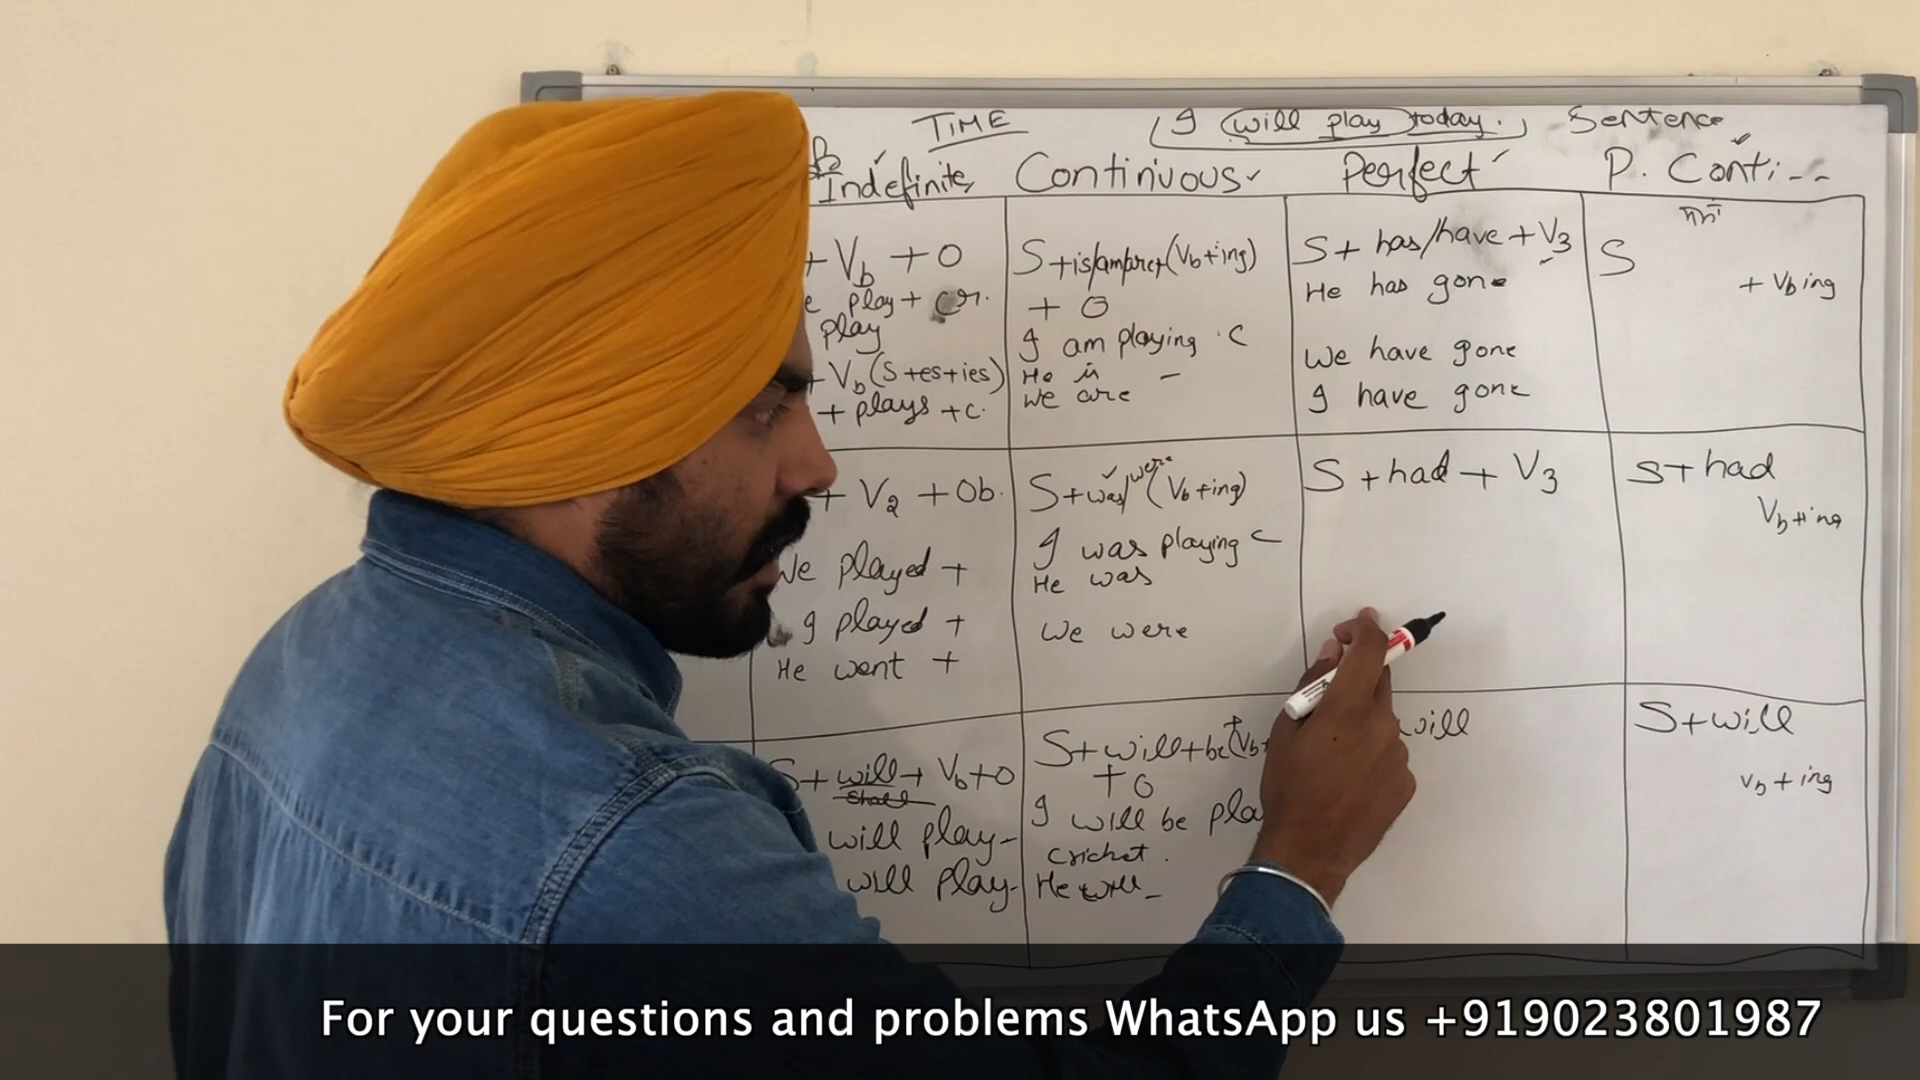 TIME
I will play today.
Sentence
Indefinite,
Continuous
Perfect
P. Conti--
+ Vb + O
play + cr.
play
+ Vb (s+es+ies)
+ plays + c.
S+is/am/are+(Vb+ing)
+ O
I am playing . C
He is –
We are
S + has/have + V3
He has gone
We have gone
I have gone
S
+ Vb ing
+ V2 + Ob.
We played +
I played +
He went +
S+was/were (Vb+ing)
I was playing C
He was
We were
S + had + V3
S + had
Vb+ing
S+ will + Vb+O
Shall
will play-
will play-
S+will+be+(Vb+
+ O
I will be pla
cricket.
He will –
will
S+will
Vb + ing
For your questions and problems WhatsApp us +919023801987